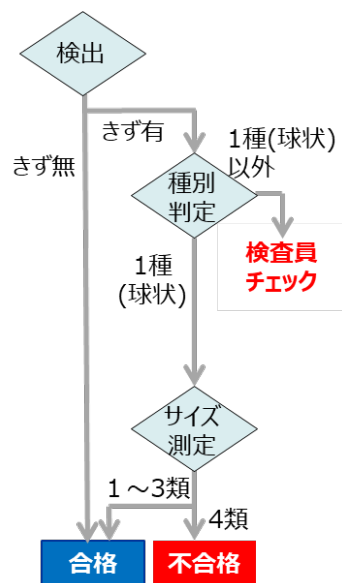 検出
きず有
きず無
1種(球状)
以外
種別
判定
検査員
チェック
1種
(球状)
サイズ
測定
1～3類
4類
合格
不合格